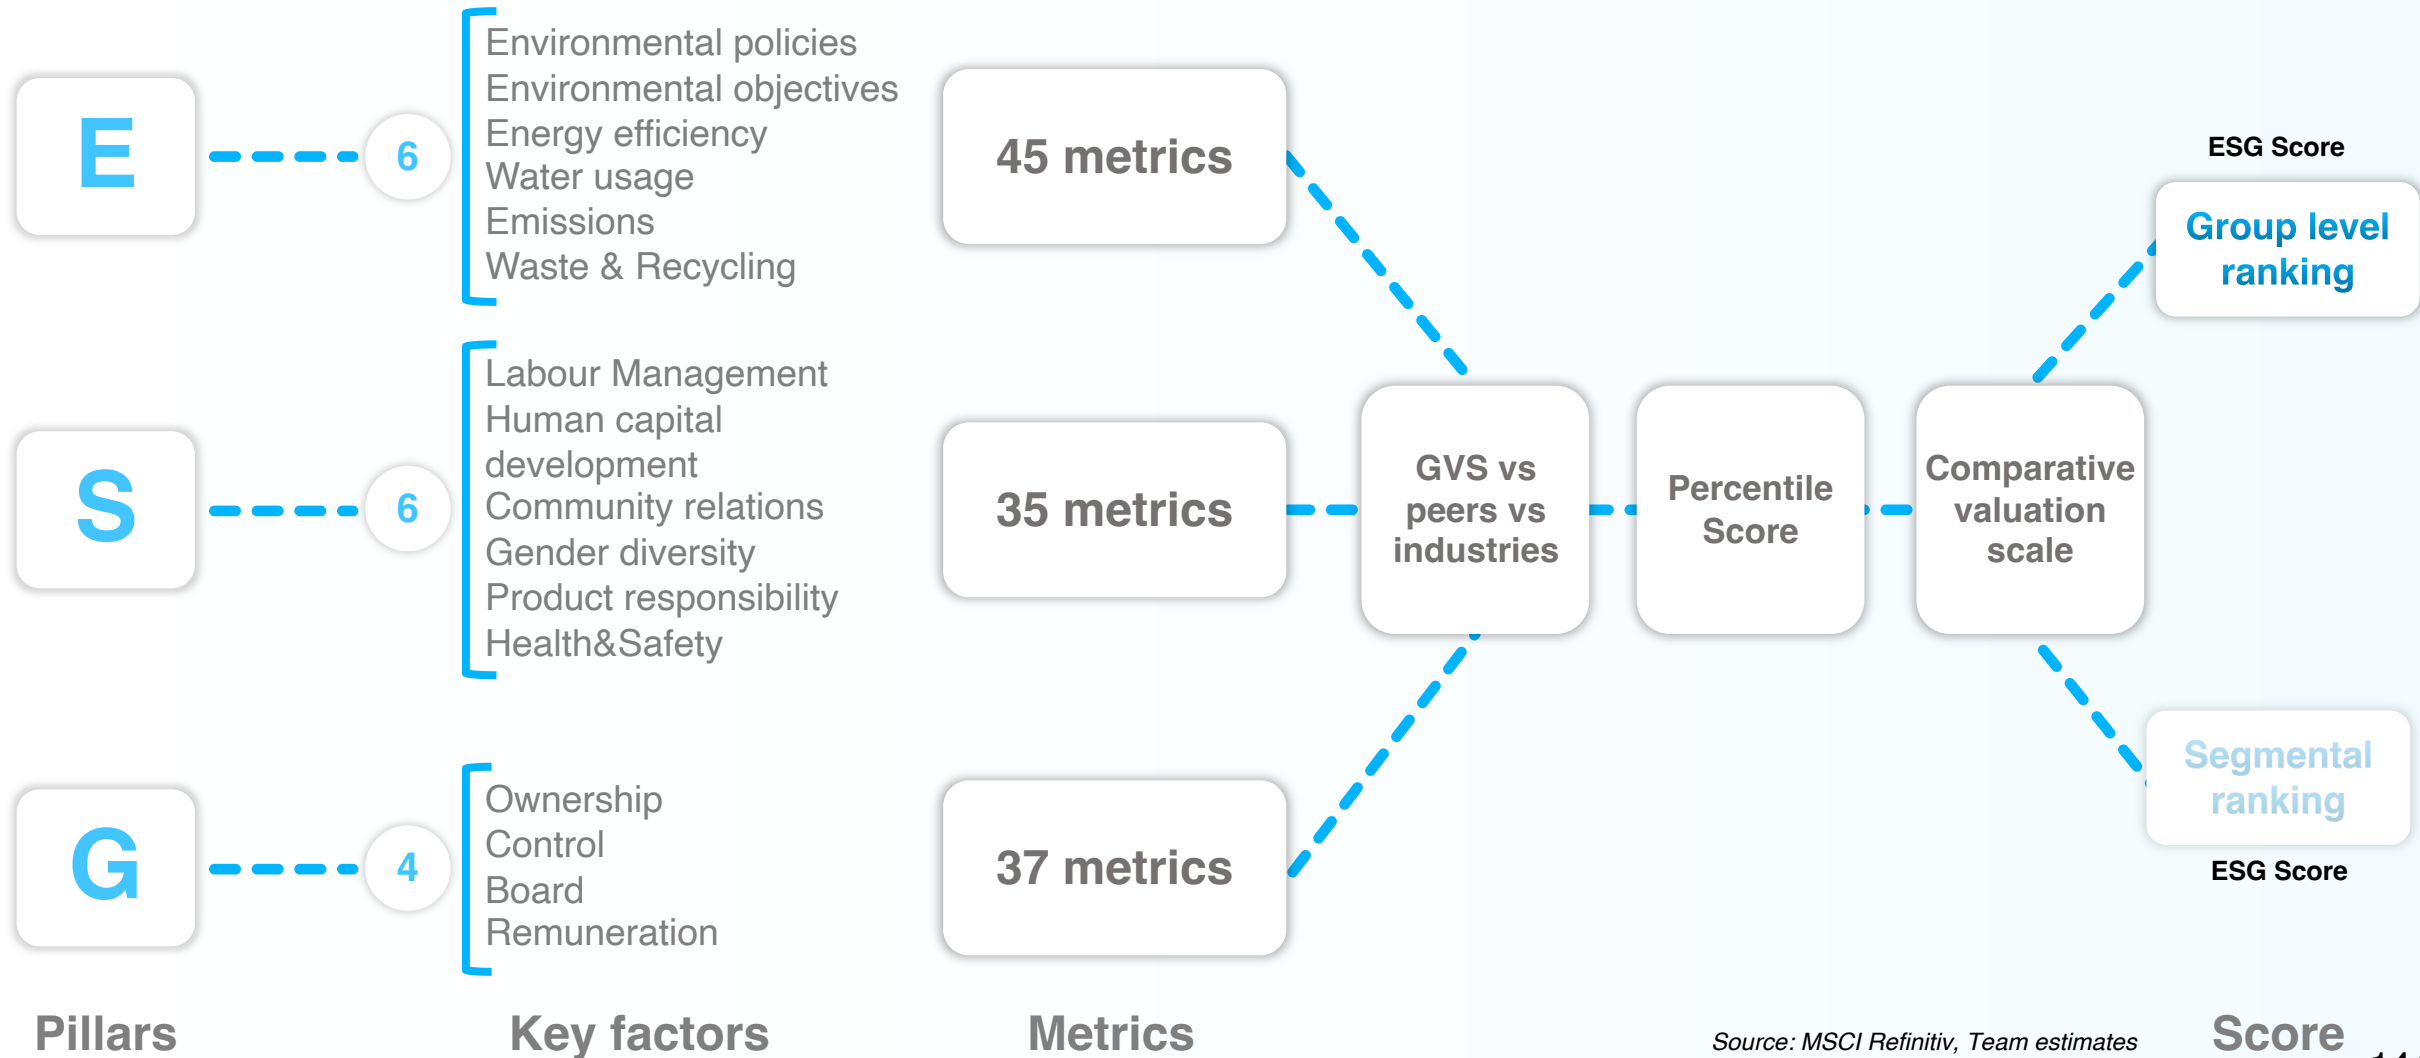 E
6
Environmental policies
Environmental objectives
Energy efficiency
Water usage
Emissions
Waste & Recycling
45 metrics
S
6
Labour Management
Human capital
development
Community relations
Gender diversity
Product responsibility
Health&Safety
35 metrics
G
4
Ownership
Control
Board
Remuneration
37 metrics
GVS vs
peers vs
industries
Percentile
Score
Comparative
valuation
scale
ESG Score
Group level
ranking
Segmental
ranking
ESG Score
Pillars
Key factors
Metrics
Source: MSCI Refinitiv, Team estimates
Score